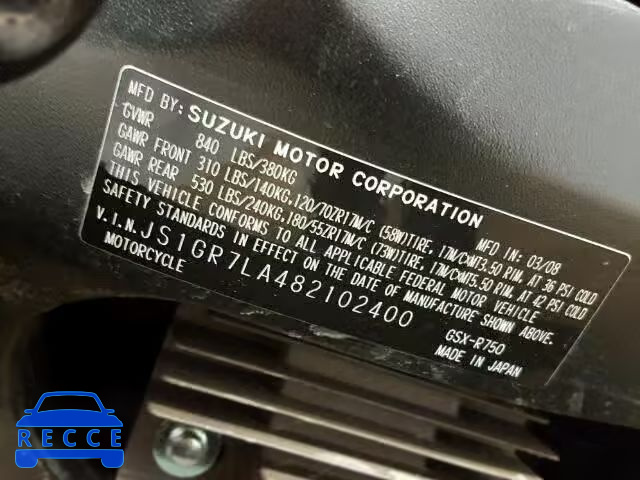 MFD BY: SUZUKI MOTOR CORPORATION MFD IN: 03/08
GVWR 840 LBS/380KG
GAWR FRONT 310 LBS/140KG,120/70ZR17M/C (58W)TIRE, 17M/CxMT3.50 RIM, AT 36 PSI COLD
GAWR REAR 530 LBS/240KG,180/55ZR17M/C (73W)TIRE, 17M/CxMT5.50 RIM, AT 42 PSI COLD
THIS VEHICLE CONFORMS TO ALL APPLICABLE FEDERAL MOTOR VEHICLE
SAFETY STANDARDS IN EFFECT ON THE DATE OF MANUFACTURE SHOWN ABOVE.
V.I.N. JS1GR7LA482102400 GSX-R750
MOTORCYCLE MADE IN JAPAN
RECCE